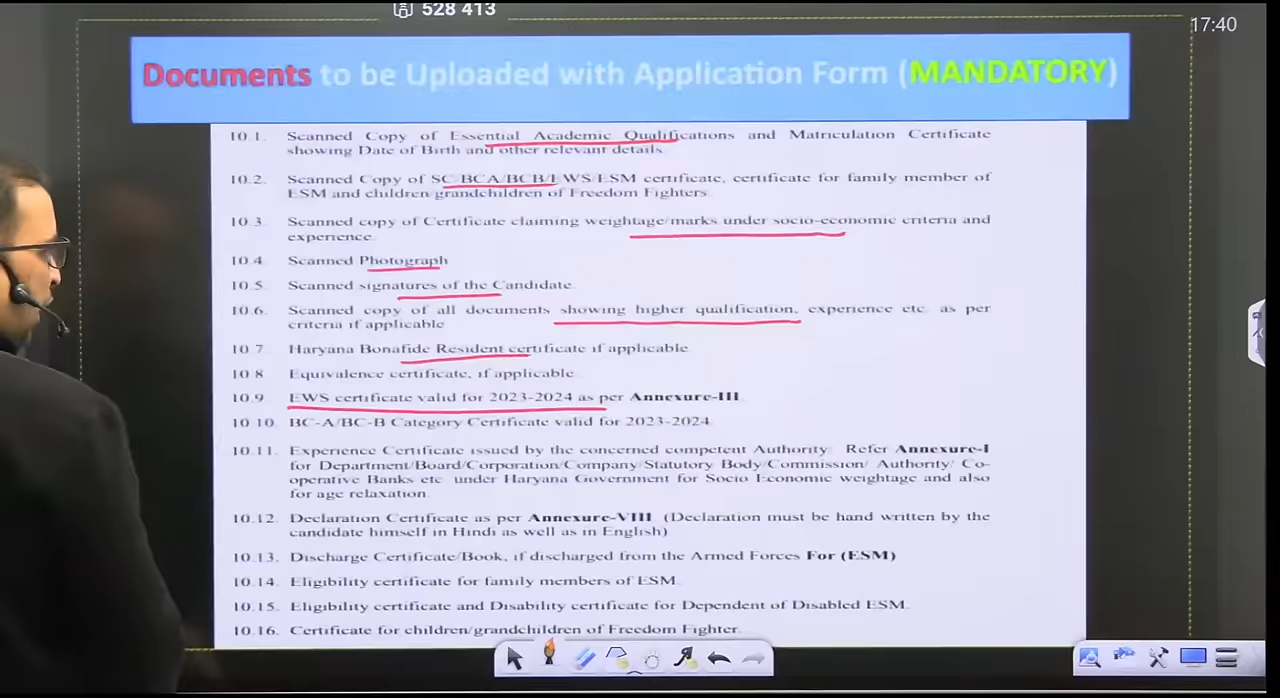 528 413
17:40
Documents to be Uploaded with Application Form (MANDATORY)
10.1. Scanned Copy of Essential Academic Qualifications and Matriculation Certificate
showing Date of Birth and other relevant details.
10.2. Scanned Copy of SC/BCA/BCB/EWS/ESM certificate, certificate for family member of
ESM and children/grandchildren of Freedom Fighters.
10.3. Scanned copy of Certificate claiming weightage/marks under socio-economic criteria and
experience.
10.4 Scanned Photograph
10.5 Scanned signatures of the Candidate.
10.6. Scanned copy of all documents showing higher qualification, experience etc. as per
criteria if applicable
10.7 Haryana Bonafide Resident certificate if applicable.
10.8 Equivalence certificate, if applicable.
10.9 EWS certificate valid for 2023-2024 as per Annexure-III.
10.10. BC-A/BC-B Category Certificate valid for 2023-2024.
10.11. Experience Certificate issued by the concerned competent Authority. Refer Annexure-I
for Department/Board/Corporation/Company/Statutory Body/Commission/ Authority/ Co-
operative Banks etc. under Haryana Government for Socio Economic weightage and also
for age relaxation.
10.12. Declaration Certificate as per Annexure-VIII (Declaration must be hand written by the
candidate himself in Hindi as well as in English)
10.13. Discharge Certificate/Book, if discharged from the Armed Forces For (ESM)
10.14. Eligibility certificate for family members of ESM.
10.15. Eligibility certificate and Disability certificate for Dependent of Disabled ESM.
10.16. Certificate for children/grandchildren of Freedom Fighter.